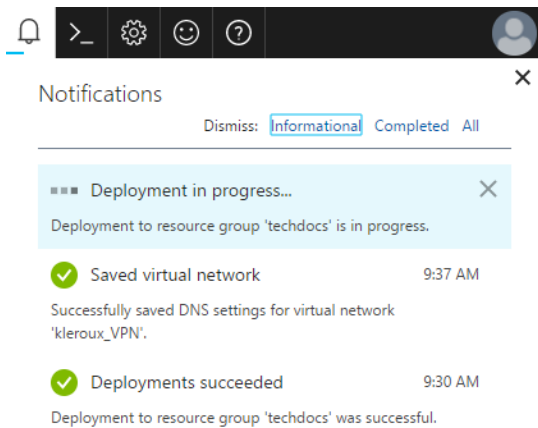 Notifications
Dismiss: Informational Completed All
Deployment in progress...
Deployment to resource group 'techdocs' is in progress.
Saved virtual network 9:37 AM
Successfully saved DNS settings for virtual network
'kleroux_VPN'.
Deployments succeeded 9:30 AM
Deployment to resource group 'techdocs' was successful.